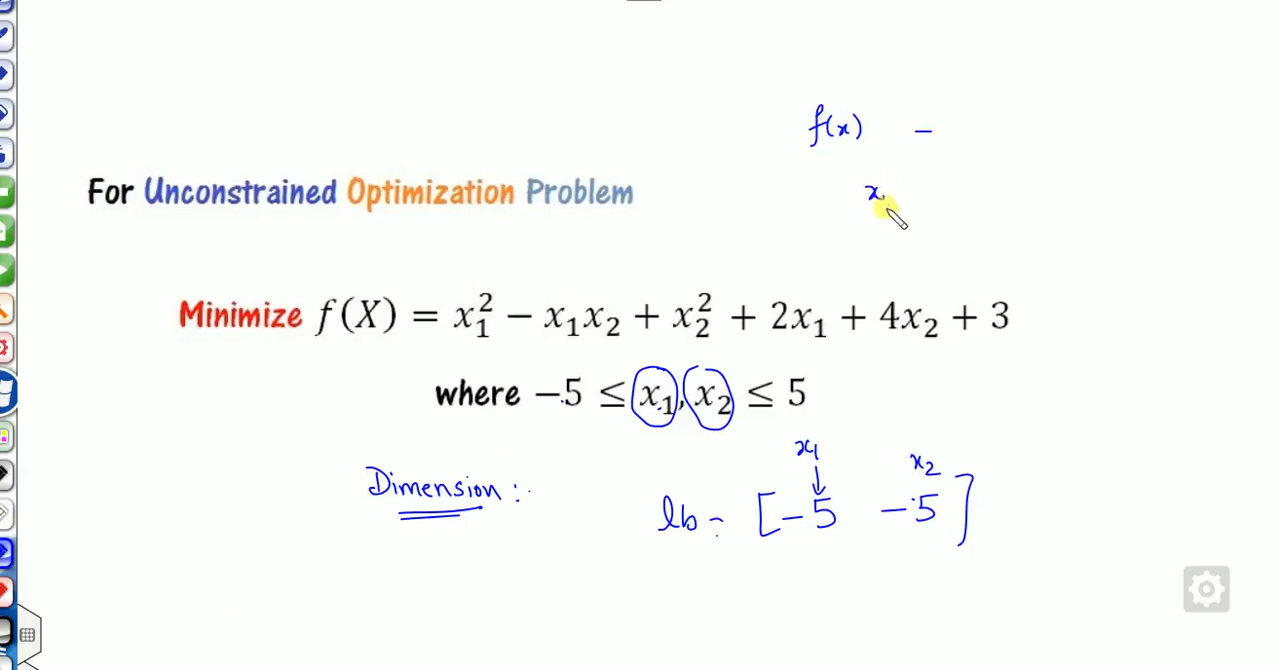 f(x) –
x
For Unconstrained Optimization Problem
Minimize f(X) = x₁² − x₁x₂ + x₂² + 2x₁ + 4x₂ + 3
where −5 ≤ x₁, x₂ ≤ 5
x₁ x₂
Dimension : lb = [-5 -5]